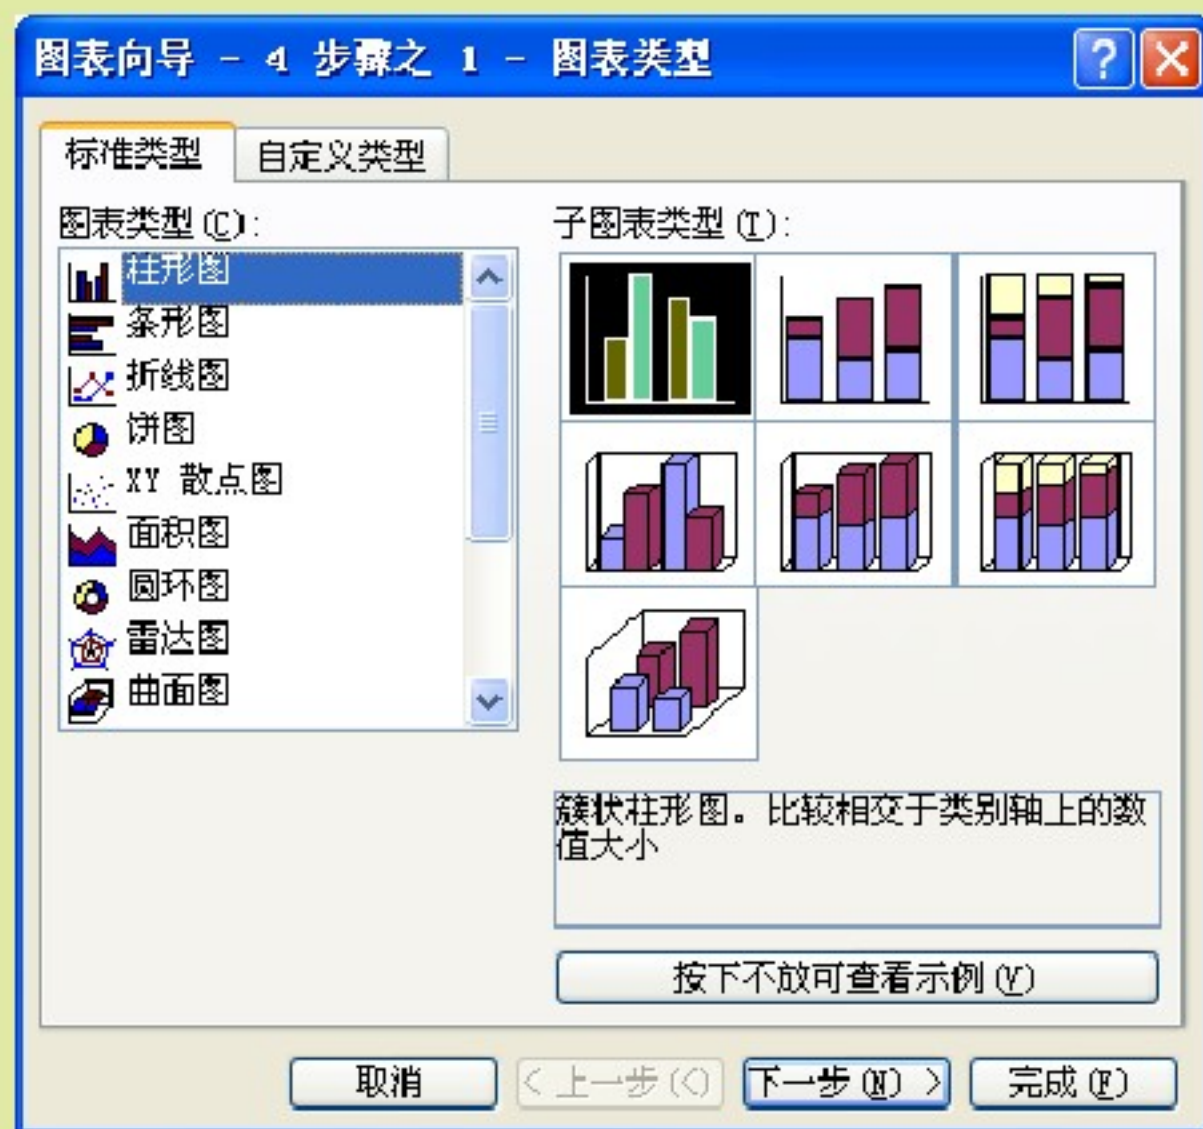 图表向导 - 4 步骤之 1 - 图表类型
标准类型
自定义类型
图表类型(C):
柱形图
条形图
折线图
饼图
XY 散点图
面积图
圆环图
雷达图
曲面图
子图表类型(T):
簇状柱形图。比较相交于类别轴上的数
值大小
按下不放可查看示例(V)
取消
< 上一步(<)
下一步(N) >
完成(F)